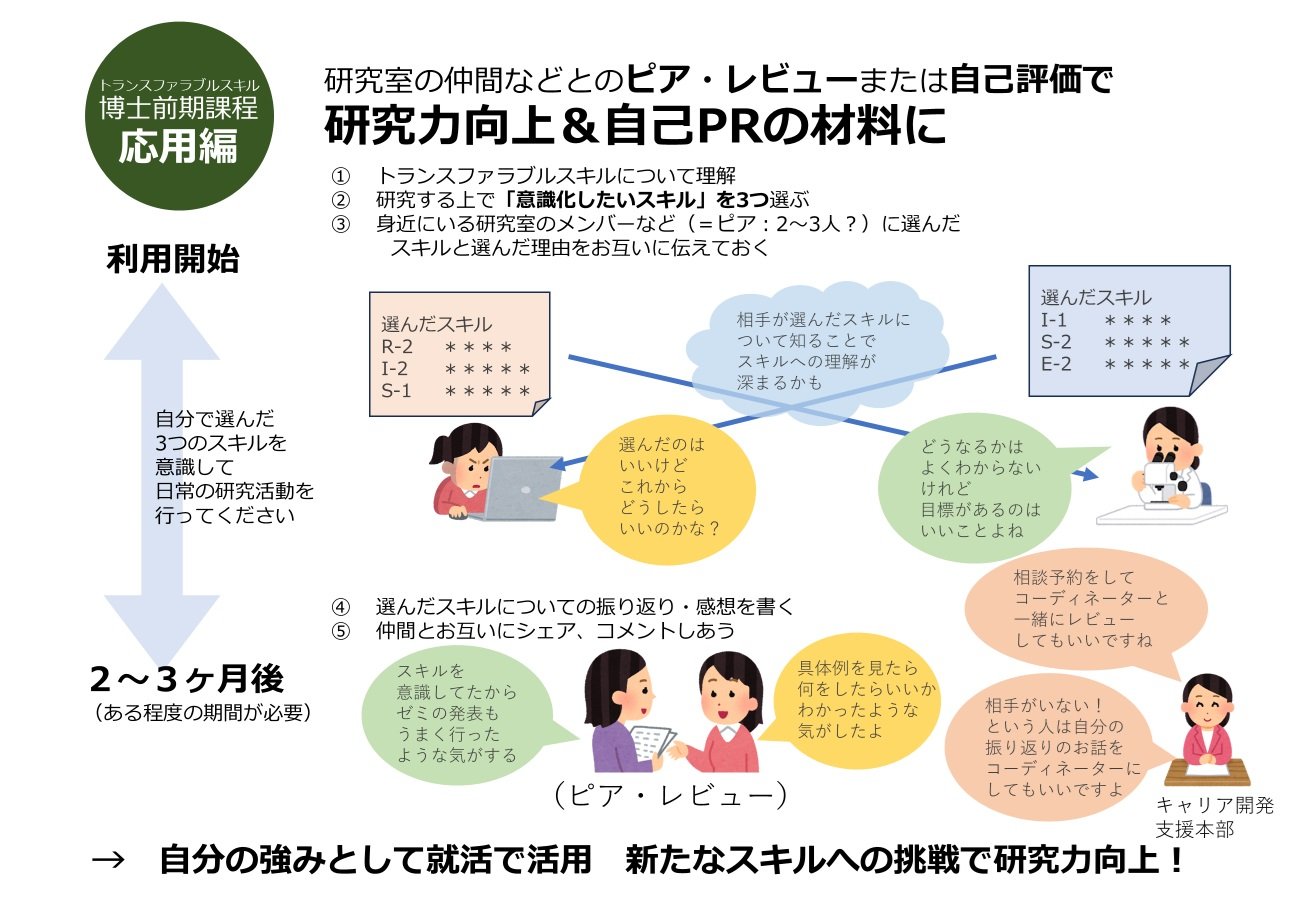 トランスファラブルスキル
博士前期課程
応用編
研究室の仲間などとのピア・レビューまたは自己評価で
研究力向上＆自己PRの材料に
① トランスファラブルスキルについて理解
② 研究する上で「意識化したいスキル」を3つ選ぶ
③ 身近にいる研究室のメンバーなど（＝ピア：2～3人？）に選んだ
スキルと選んだ理由をお互いに伝えておく
利用開始
自分で選んだ
3つのスキルを
意識して
日常の研究活動を
行ってください
選んだスキル
R-2 ＊＊＊＊
I-2 ＊＊＊＊＊
S-1 ＊＊＊＊＊
相手が選んだスキルに
ついて知ることで
スキルへの理解が
深まるかも
選んだスキル
I-1 ＊＊＊＊
S-2 ＊＊＊＊＊
E-2 ＊＊＊＊＊
選んだのは
いいけど
これから
どうしたら
いいのかな？
どうなるかは
よくわからない
けれど
目標があるのは
いいことよね
相談予約をして
コーディネーターと
一緒にレビュー
してもいいですね
④ 選んだスキルについての振り返り・感想を書く
⑤ 仲間とお互いにシェア、コメントしあう
２～３ヶ月後
（ある程度の期間が必要）
スキルを
意識してたから
ゼミの発表も
うまく行った
ような気がする
具体例を見たら
何をしたらいいか
わかったような
気がしたよ
相手がいない！
という人は自分の
振り返りのお話を
コーディネーターに
してもいいですよ
（ピア・レビュー）
キャリア開発
支援本部
→ 自分の強みとして就活で活用 新たなスキルへの挑戦で研究力向上！